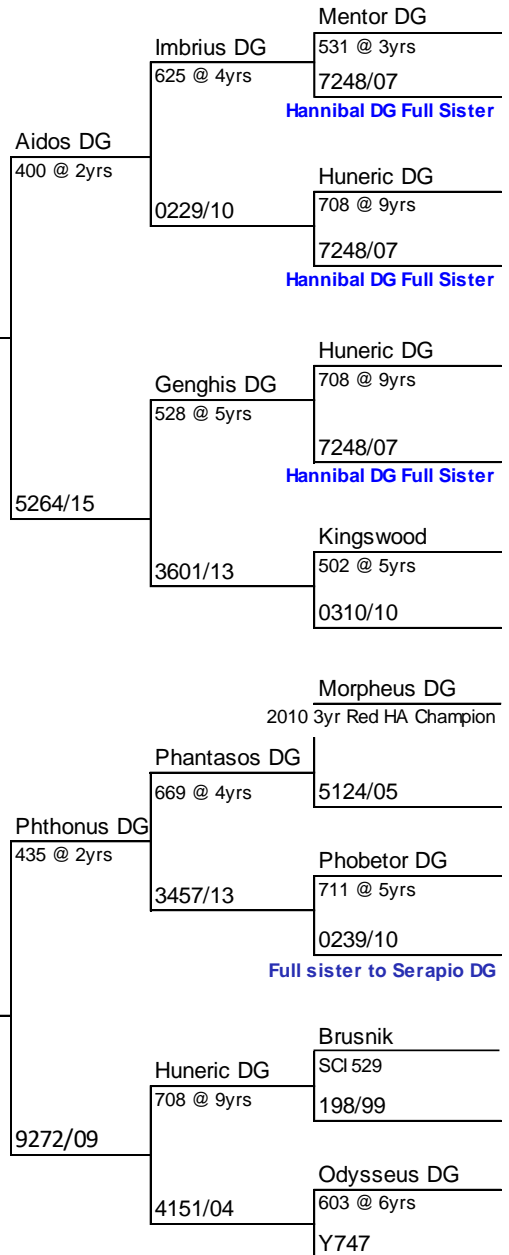 Mentor DG
Imbrius DG
531 @ 3yrs
625 @ 4yrs
7248/07
Hannibal DG Full Sister
Aidos DG
400 @ 2yrs
Huneric DG
0229/10
708 @ 9yrs
7248/07
Hannibal DG Full Sister
Huneric DG
Genghis DG
708 @ 9yrs
528 @ 5yrs
7248/07
Hannibal DG Full Sister
5264/15
Kingswood
3601/13
502 @ 5yrs
0310/10
Morpheus DG
2010 3yr Red HA Champion
Phantasos DG
669 @ 4yrs
5124/05
Phthonus DG
435 @ 2yrs
Phobetor DG
3457/13
711 @ 5yrs
0239/10
Full sister to Serapio DG
Brusnik
Huneric DG
SCI 529
708 @ 9yrs
198/99
9272/09
Odysseus DG
4151/04
603 @ 6yrs
Y747